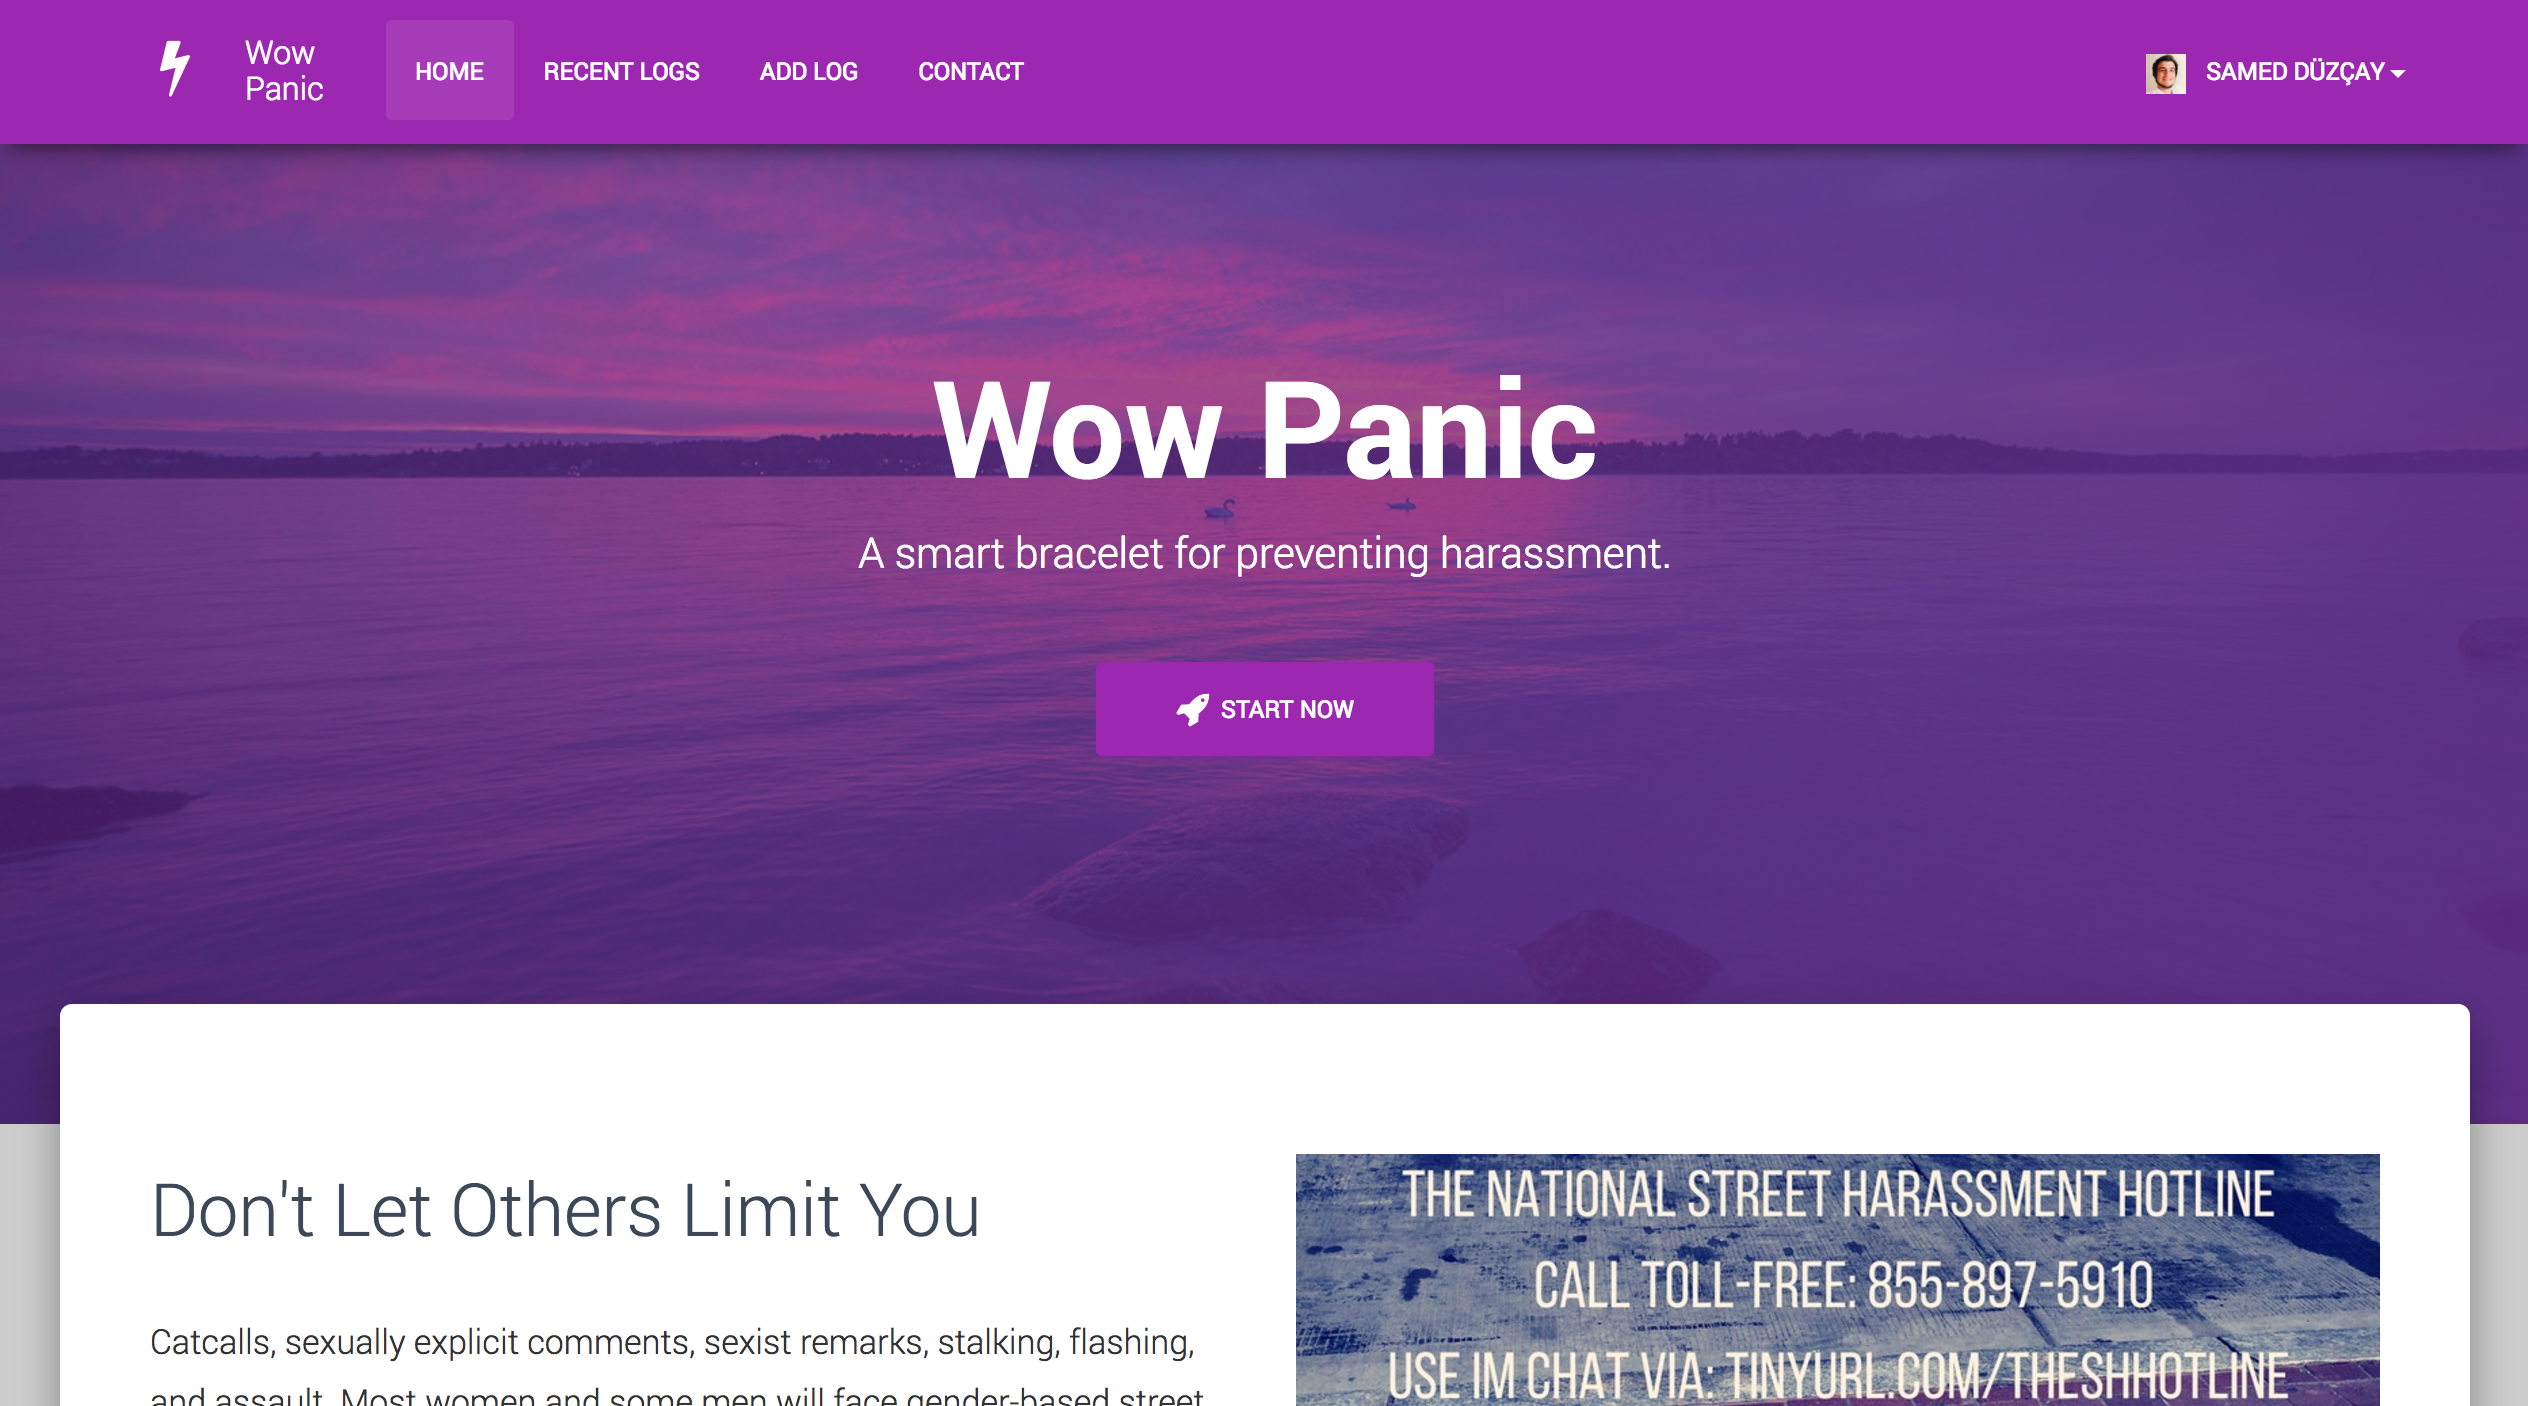 Wow
Panic
HOME
RECENT LOGS
ADD LOG
CONTACT
SAMED DÜZÇAY
Wow Panic
A smart bracelet for preventing harassment.
START NOW
Don't Let Others Limit You
Catcalls, sexually explicit comments, sexist remarks, stalking, flashing,
and assault. Most women and some men will face gender-based street
THE NATIONAL STREET HARASSMENT HOTLINE
CALL TOLL-FREE: 855-897-5910
USE IM CHAT VIA: TINYURL.COM/THESHHOTLINE